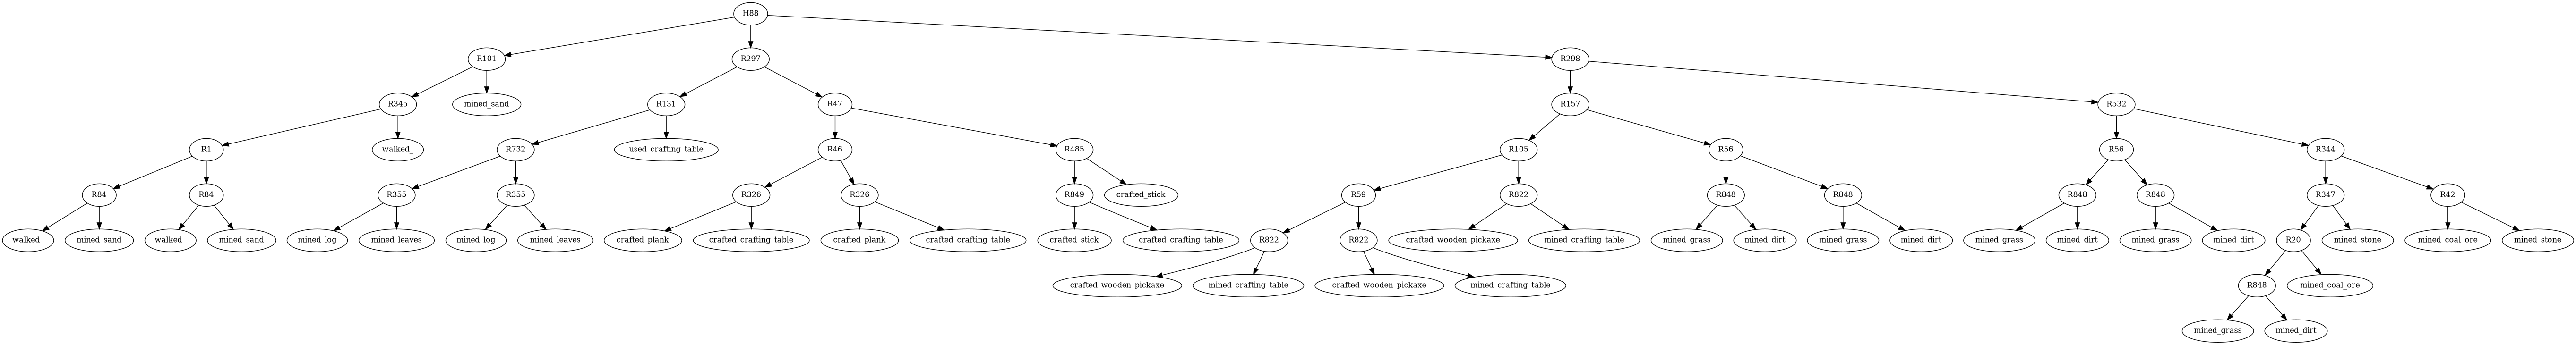 H88
R101 R297 R298
R345 mined_sand R131 R47 R157 R532
R1 walked_ R732 used_crafting_table R46 R485 R105 R56 R56 R344
R84 R84 R355 R355 R326 R326 R849 crafted_stick R59 R822 R848 R848 R848 R848 R347 R42
walked_ mined_sand walked_ mined_sand mined_log mined_leaves mined_log mined_leaves crafted_plank crafted_crafting_table crafted_plank crafted_crafting_table crafted_stick crafted_crafting_table R822 R822 crafted_wooden_pickaxe mined_crafting_table mined_grass mined_dirt mined_grass mined_dirt mined_grass mined_dirt mined_grass mined_dirt R20 mined_stone mined_coal_ore mined_stone
crafted_wooden_pickaxe mined_crafting_table crafted_wooden_pickaxe mined_crafting_table R848 mined_coal_ore
mined_grass mined_dirt